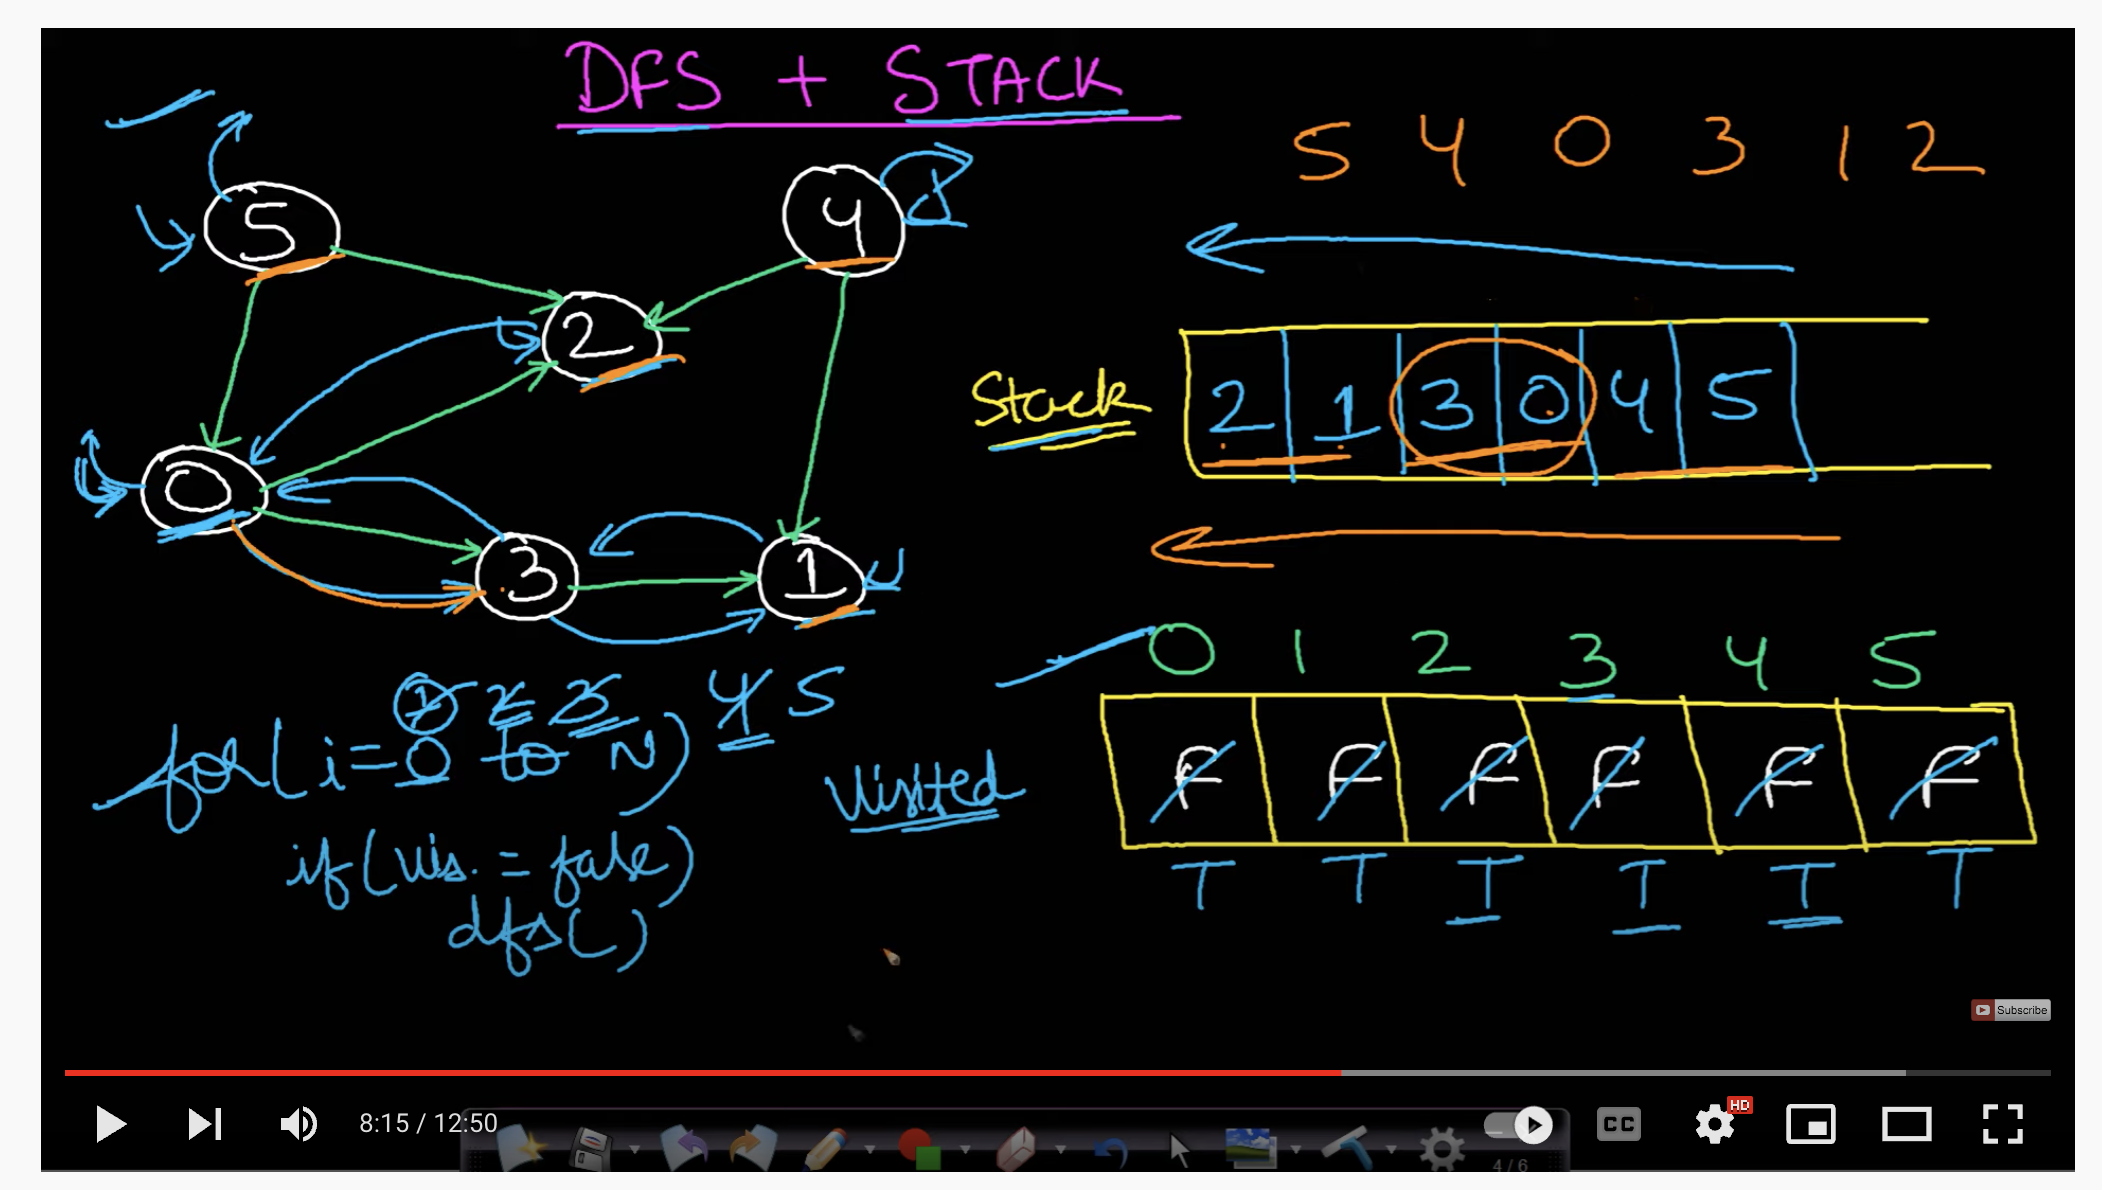 DFS + STACK
5 4 0 3 1 2
5
4
2
0
3
1
Stack
2 1 3 0 4 5
1 2 3 4 5
for(i=0 to N)
if(vis. = false)
dfs()
Visited
0 1 2 3 4 5
F F F F F F
T T T T T T
Subscribe
8:15 / 12:50
CC
HD
4 / 6